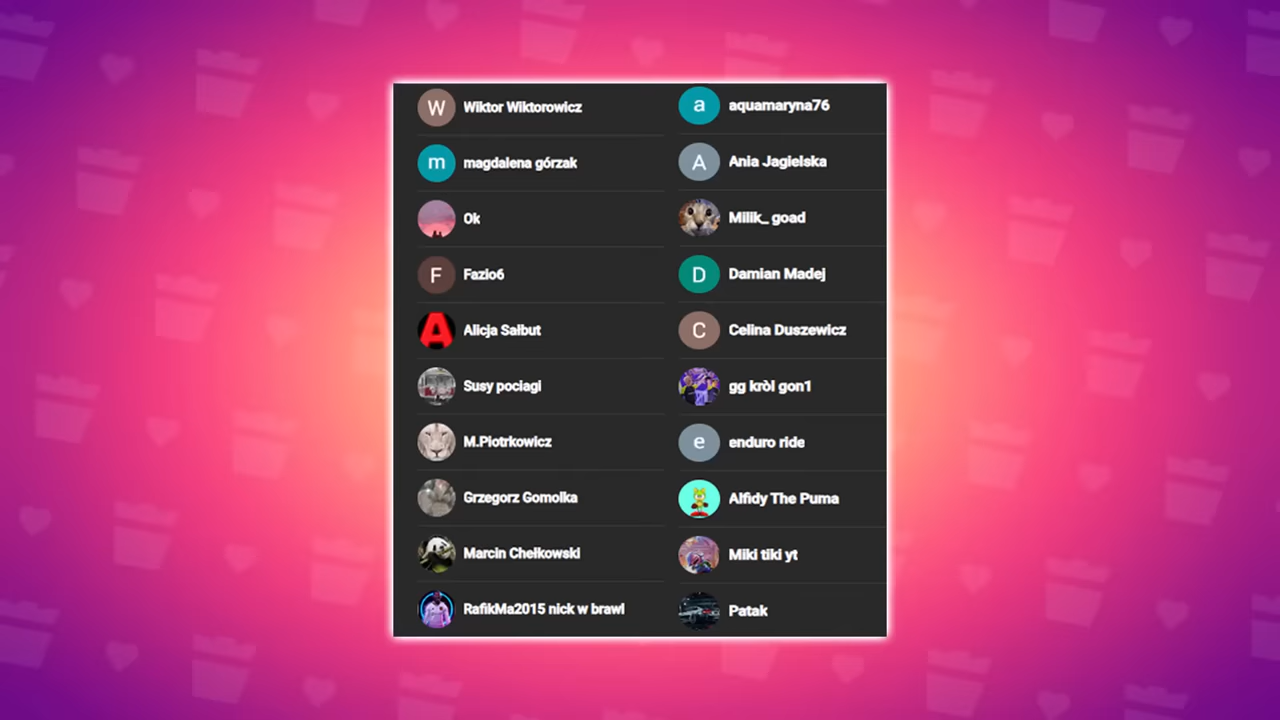 W Wiktor Wiktorowicz
m magdalena górzak
Ok
F Fazio6
A Alicja Sałbut
Susy pociagi
M.Piotrkowicz
Grzegorz Gomolka
Marcin Chełkowski
RafikMa2015 nick w brawl
a aquamaryna76
A Ania Jagielska
Milik_ goad
D Damian Madej
C Celina Duszewicz
gg kròl gon1
e enduro ride
Alfidy The Puma
Miki tiki yt
Patak